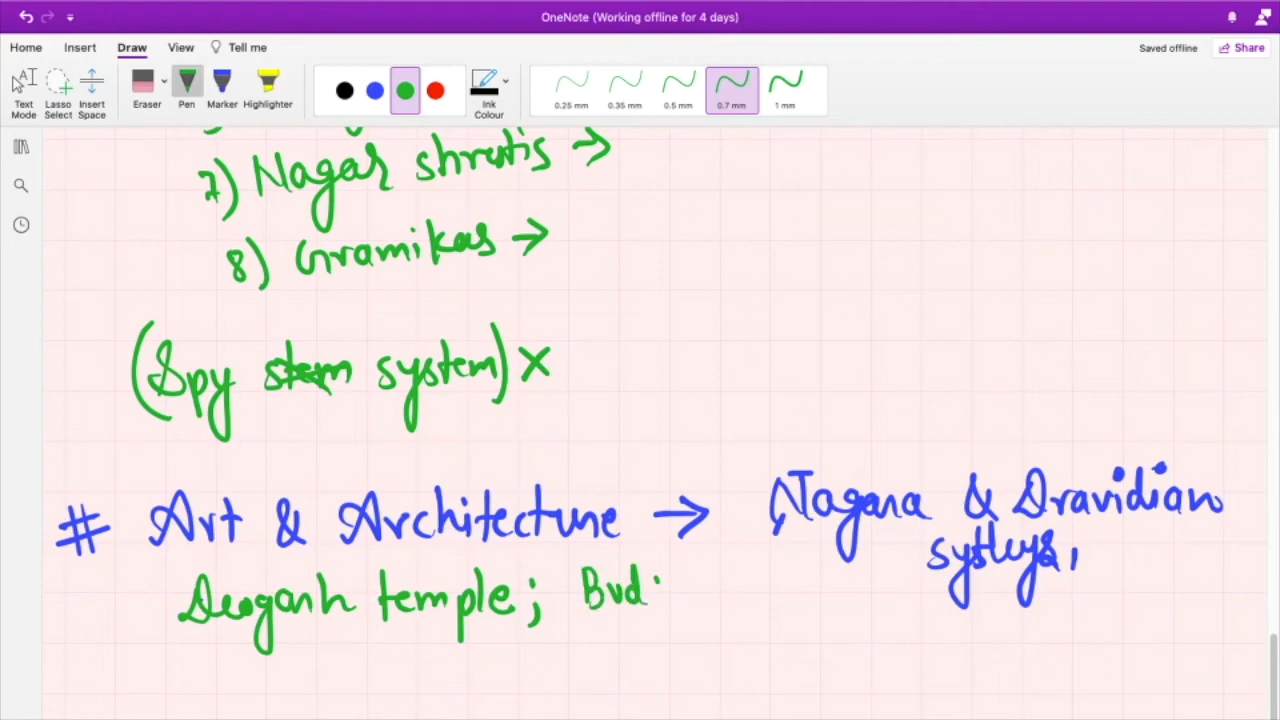 OneNote (Working offline for 4 days)
Home Insert Draw View Tell me
Saved offline Share
Text Mode Lasso Select Insert Space Eraser Pen Marker Highlighter Ink Colour 0.25 mm 0.35 mm 0.5 mm 0.7 mm 1 mm
7) Nagar shrestis →
8) Gramikas →
(Spy system) X
# Art & Architecture → Nagara & Dravidian
Deogarh temple; Bud